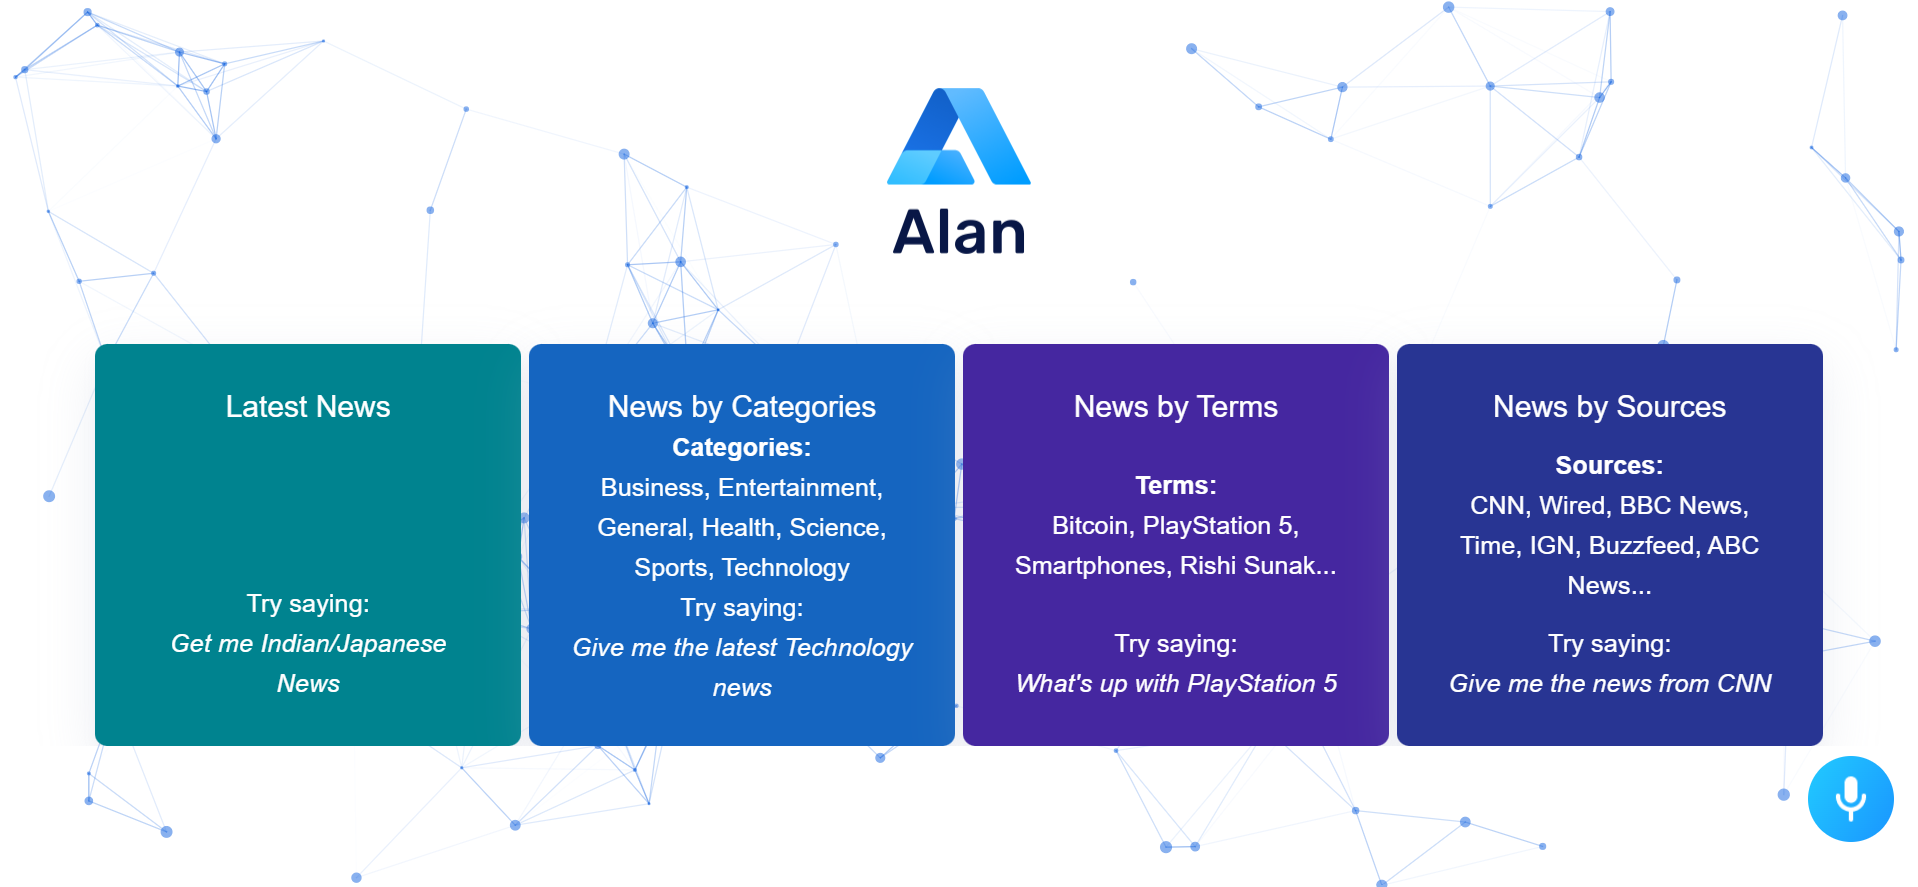 Alan
Latest News
Try saying:
Get me Indian/Japanese
News
News by Categories
Categories:
Business, Entertainment,
General, Health, Science,
Sports, Technology
Try saying:
Give me the latest Technology
news
News by Terms
Terms:
Bitcoin, PlayStation 5,
Smartphones, Rishi Sunak...
Try saying:
What's up with PlayStation 5
News by Sources
Sources:
CNN, Wired, BBC News,
Time, IGN, Buzzfeed, ABC
News...
Try saying:
Give me the news from CNN